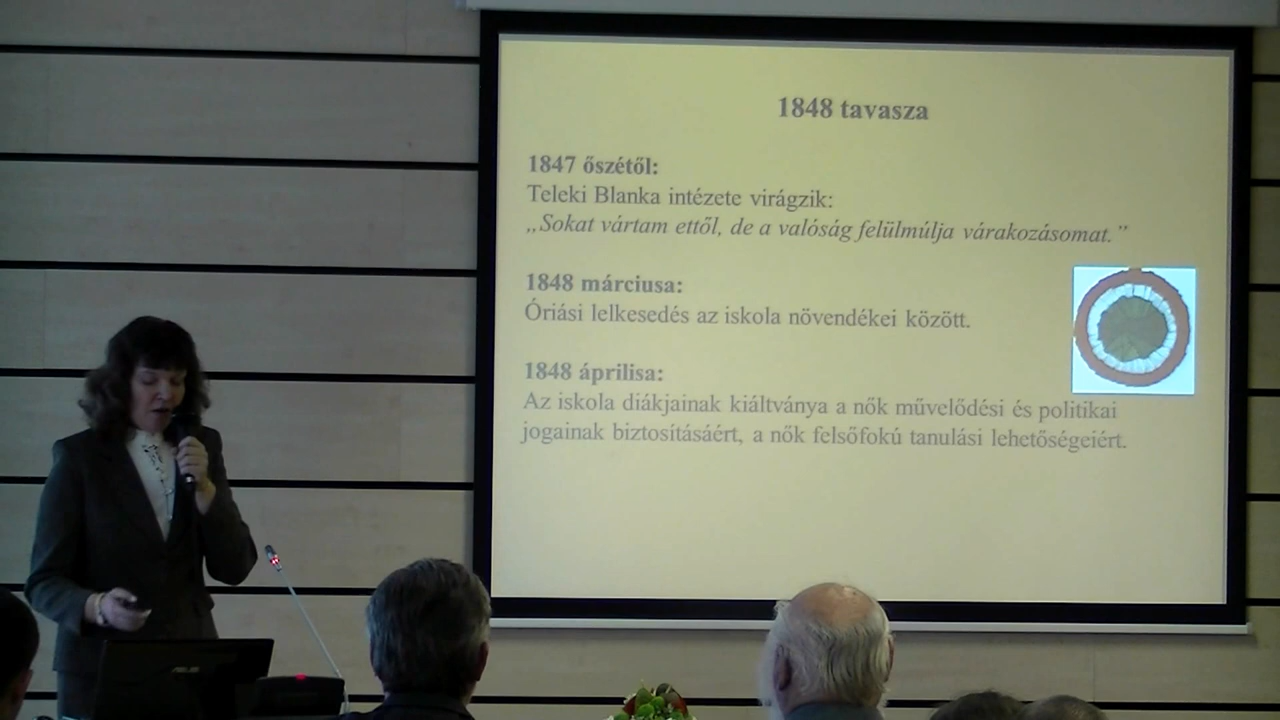 1848 tavasza
1847 őszétől:
Teleki Blanka intézete virágzik:
„Sokat vártam ettől, de a valóság felülmúlja várakozásomat.”
1848 márciusa:
Óriási lelkesedés az iskola növendékei között.
1848 áprilisa:
Az iskola diákjainak kiáltványa a nők művelődési és politikai
jogainak biztosításáért, a nők felsőfokú tanulási lehetőségeiért.
ASUS